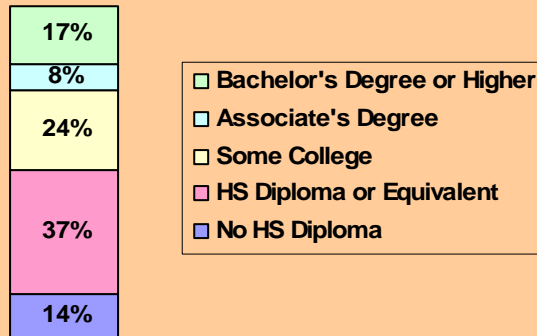 17%
8%
24%
37%
14%
Bachelor's Degree or Higher
Associate's Degree
Some College
HS Diploma or Equivalent
No HS Diploma